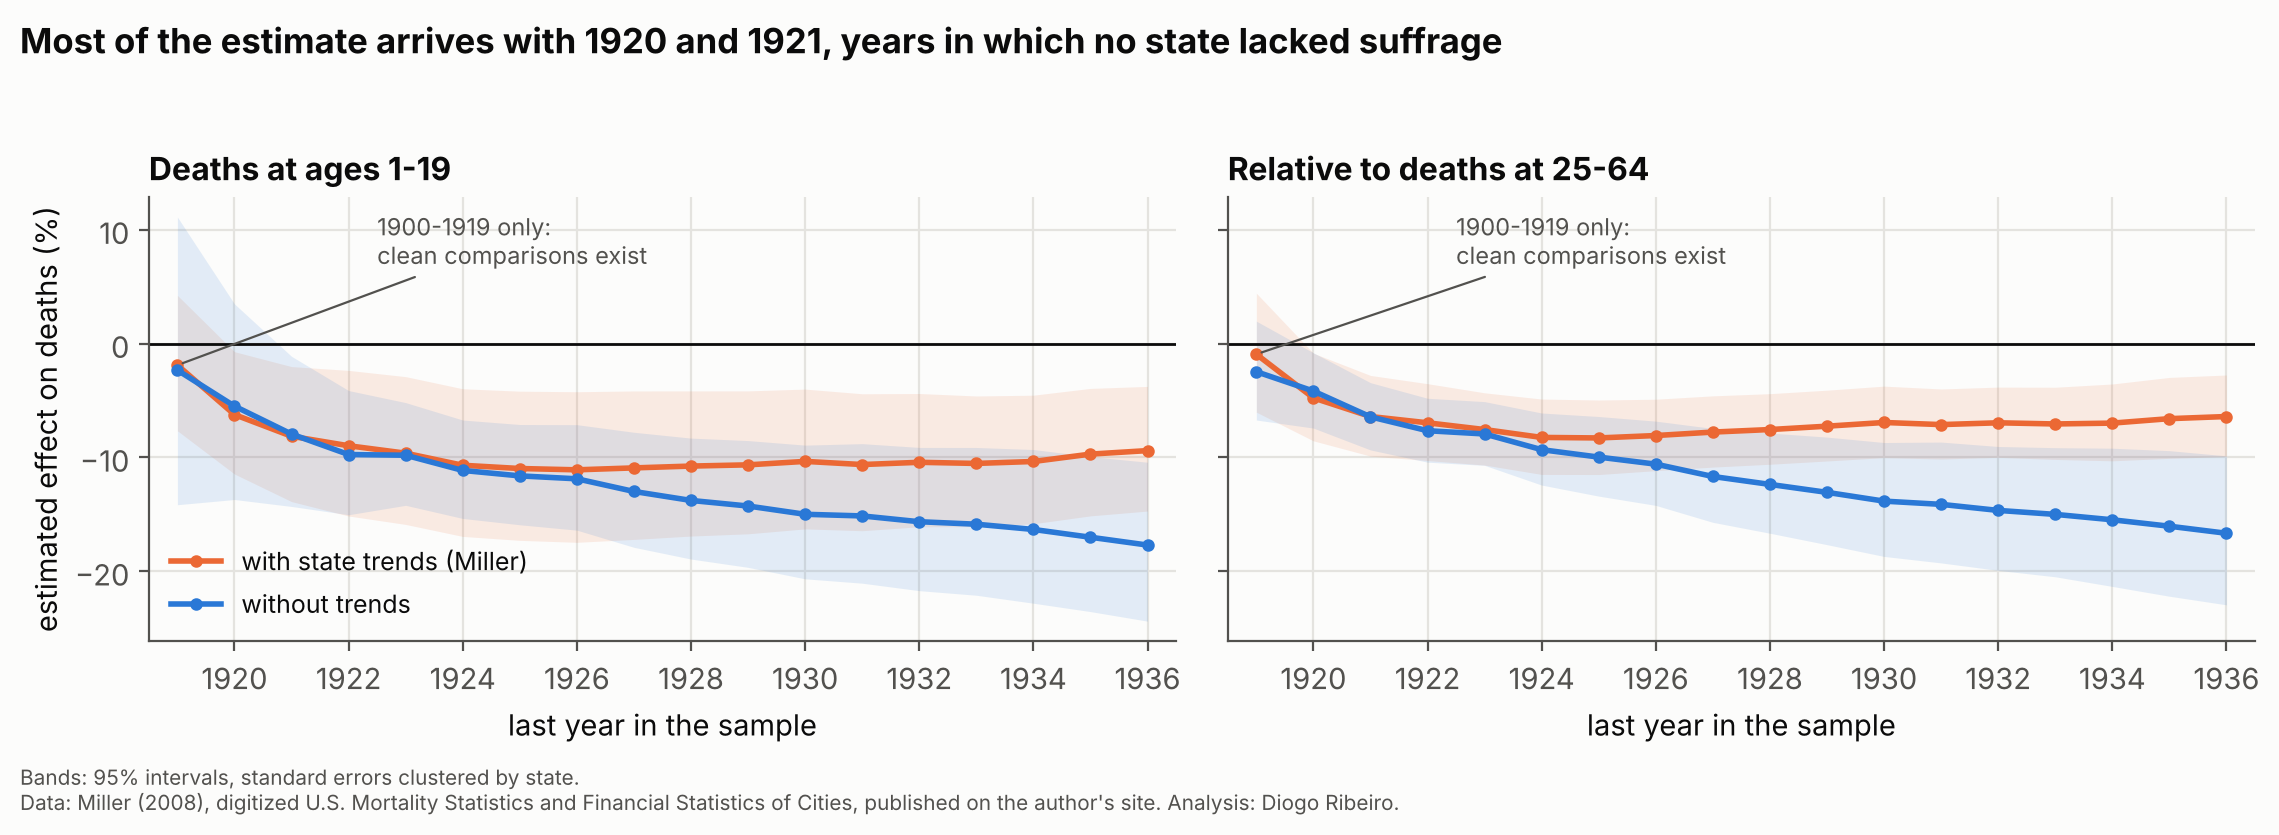 Most of the estimate arrives with 1920 and 1921, years in which no state lacked suffrage
Deaths at ages 1-19
Relative to deaths at 25-64
estimated effect on deaths (%)
10
0
−10
−20
1900-1919 only:
clean comparisons exist
1900-1919 only:
clean comparisons exist
with state trends (Miller)
without trends
1920 1922 1924 1926 1928 1930 1932 1934 1936
1920 1922 1924 1926 1928 1930 1932 1934 1936
last year in the sample
last year in the sample
Bands: 95% intervals, standard errors clustered by state.
Data: Miller (2008), digitized U.S. Mortality Statistics and Financial Statistics of Cities, published on the author's site. Analysis: Diogo Ribeiro.